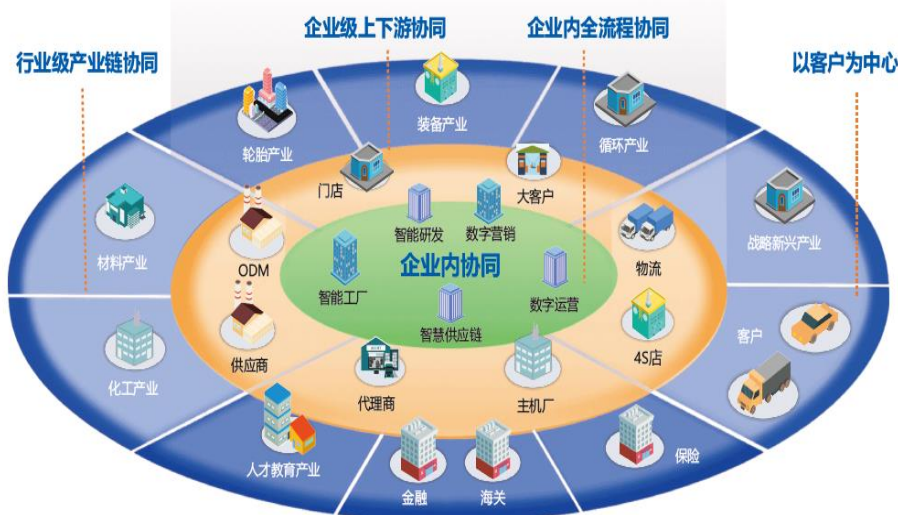 企业级上下游协同
企业内全流程协同
行业级产业链协同
以客户为中心
装备产业
轮胎产业
循环产业
门店
大客户
智能研发
数字营销
战略新兴产业
材料产业
ODM
企业内协同
物流
智能工厂
数字运营
智慧供应链
客户
供应商
4S店
化工产业
代理商
主机厂
人才教育产业
保险
金融
海关